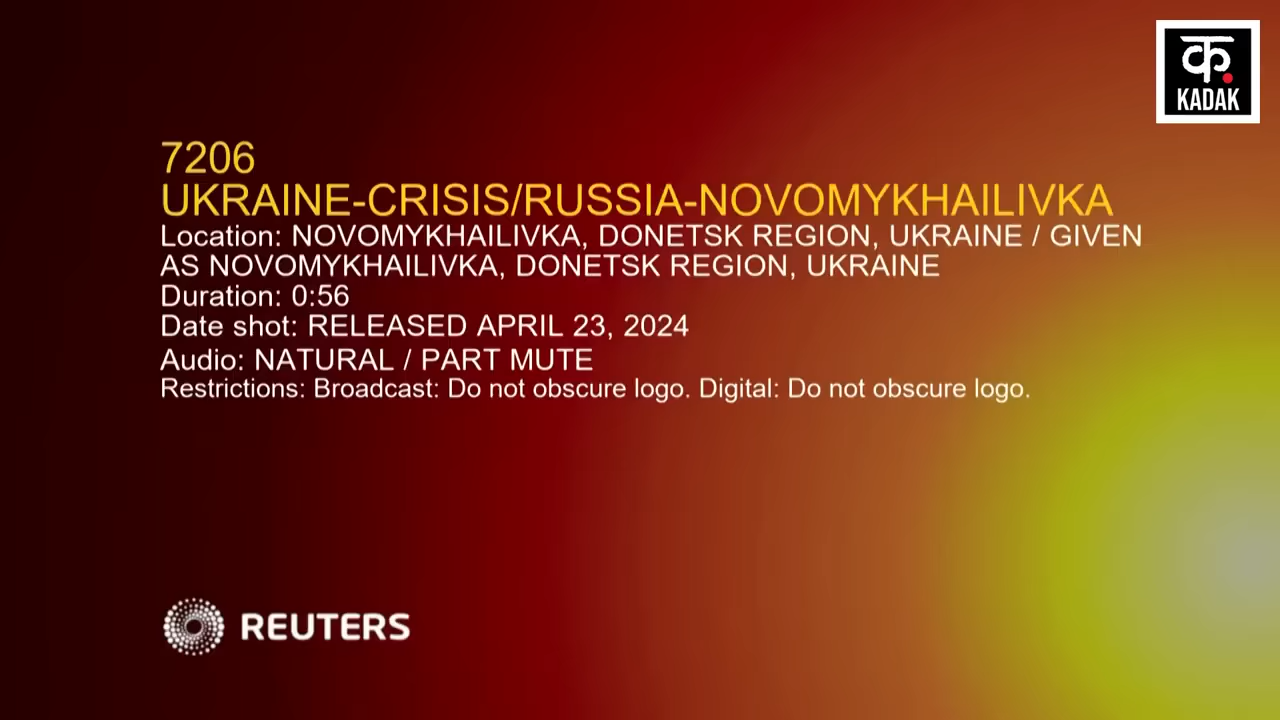 क.
KADAK
7206
UKRAINE-CRISIS/RUSSIA-NOVOMYKHAILIVKA
Location: NOVOMYKHAILIVKA, DONETSK REGION, UKRAINE / GIVEN
AS NOVOMYKHAILIVKA, DONETSK REGION, UKRAINE
Duration: 0:56
Date shot: RELEASED APRIL 23, 2024
Audio: NATURAL / PART MUTE
Restrictions: Broadcast: Do not obscure logo. Digital: Do not obscure logo.
REUTERS